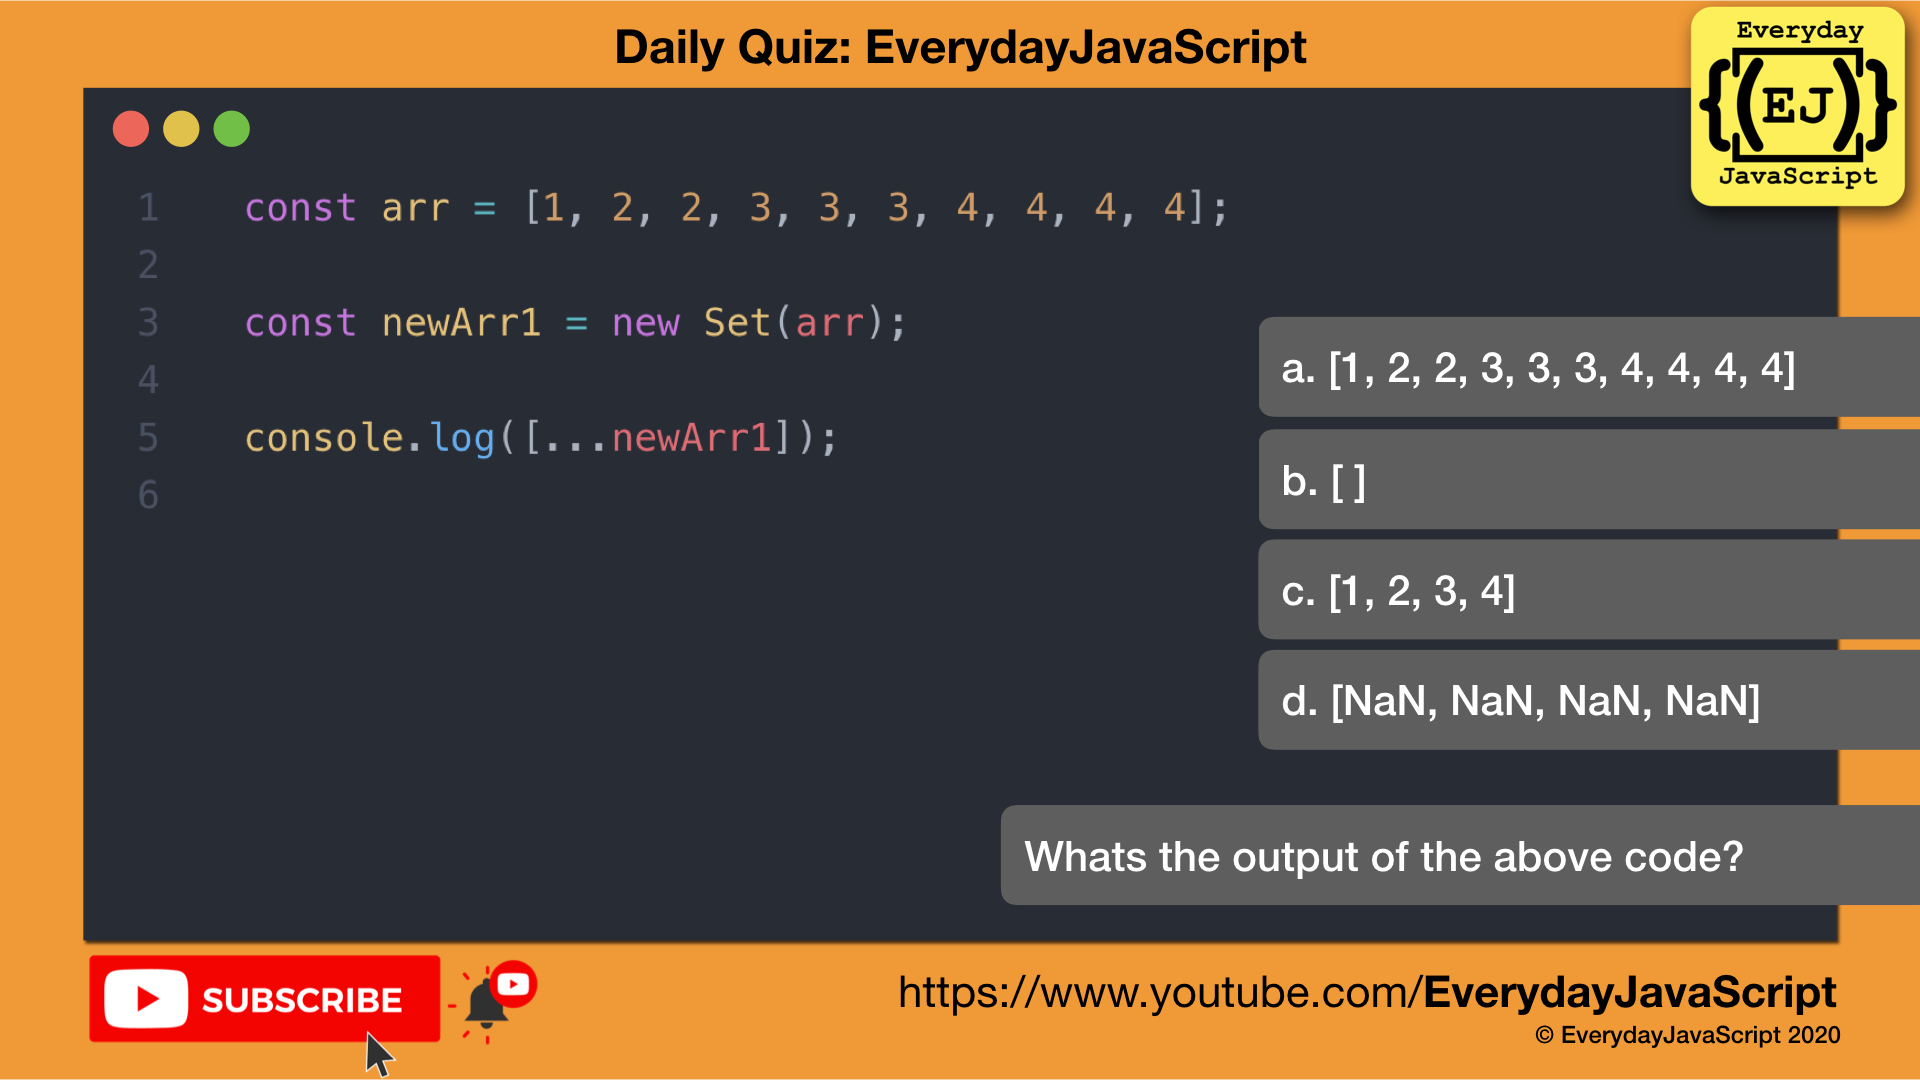 Daily Quiz: EverydayJavaScript
Everyday
{[(EJ)]}
JavaScript
1 const arr = [1, 2, 2, 3, 3, 3, 4, 4, 4, 4];
2
3 const newArr1 = new Set(arr);
4
5 console.log([...newArr1]);
6
a. [1, 2, 2, 3, 3, 3, 4, 4, 4, 4]
b. [ ]
c. [1, 2, 3, 4]
d. [NaN, NaN, NaN, NaN]
Whats the output of the above code?
SUBSCRIBE
https://www.youtube.com/EverydayJavaScript
© EverydayJavaScript 2020